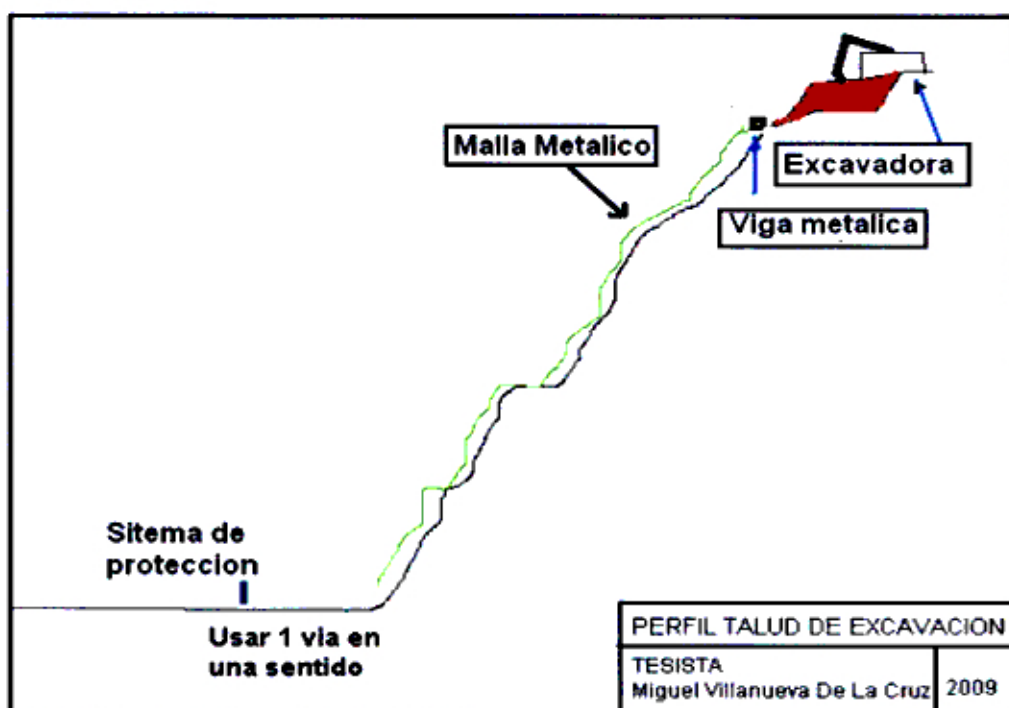 Malla Metalico
Excavadora
Viga metalica
Sitema de
proteccion
Usar 1 via en
una sentido
PERFIL TALUD DE EXCAVACION
TESISTA
Miguel Villanueva De La Cruz
2009